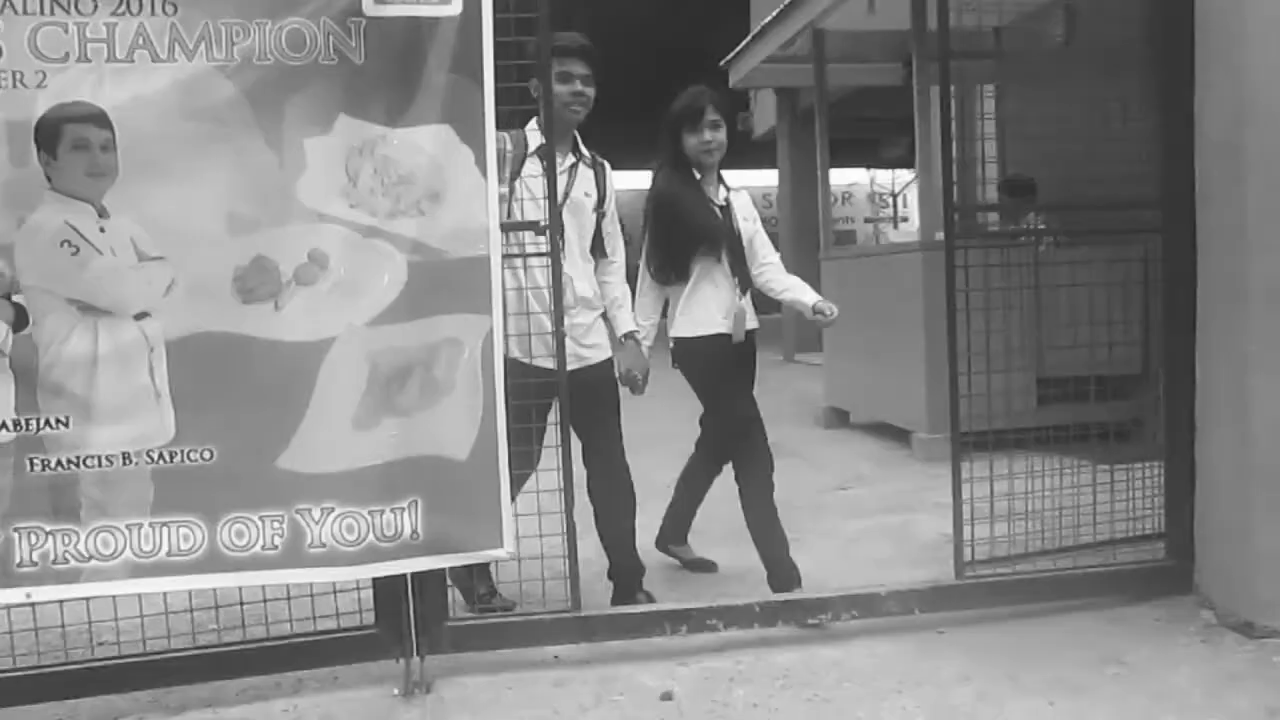 ALINO 2016
S CHAMPION
ER 2
3
ABEJAN
FRANCIS B. SAPICO
PROUD OF YOU!